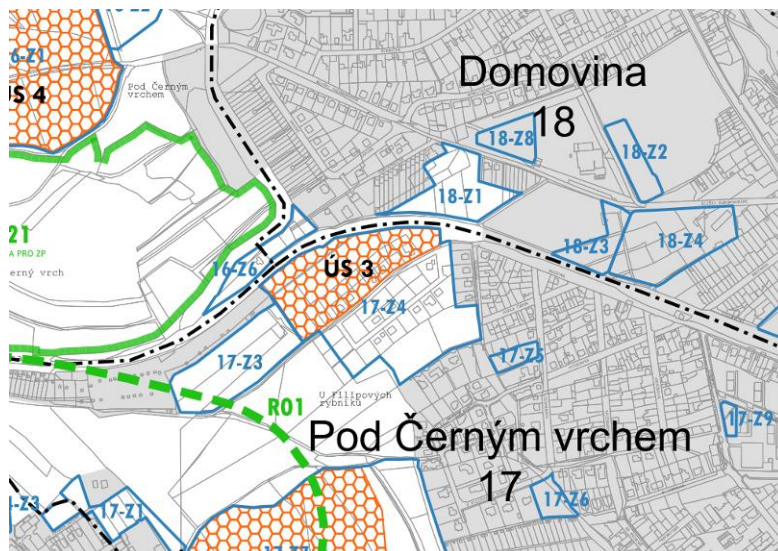 6-Z1
ÚS 4
Pod Černým
vrchem
Domovina
18
18-Z8
18-Z2
18-Z1
18-Z3
18-Z4
21
A PRO ZP
erný vrch
16-Z6
ÚS 3
17-Z4
17-Z3
17-Z5
R01
U Filipových
rybníků
Pod Černým vrchem
17
17-Z9
17-Z6
17-Z1